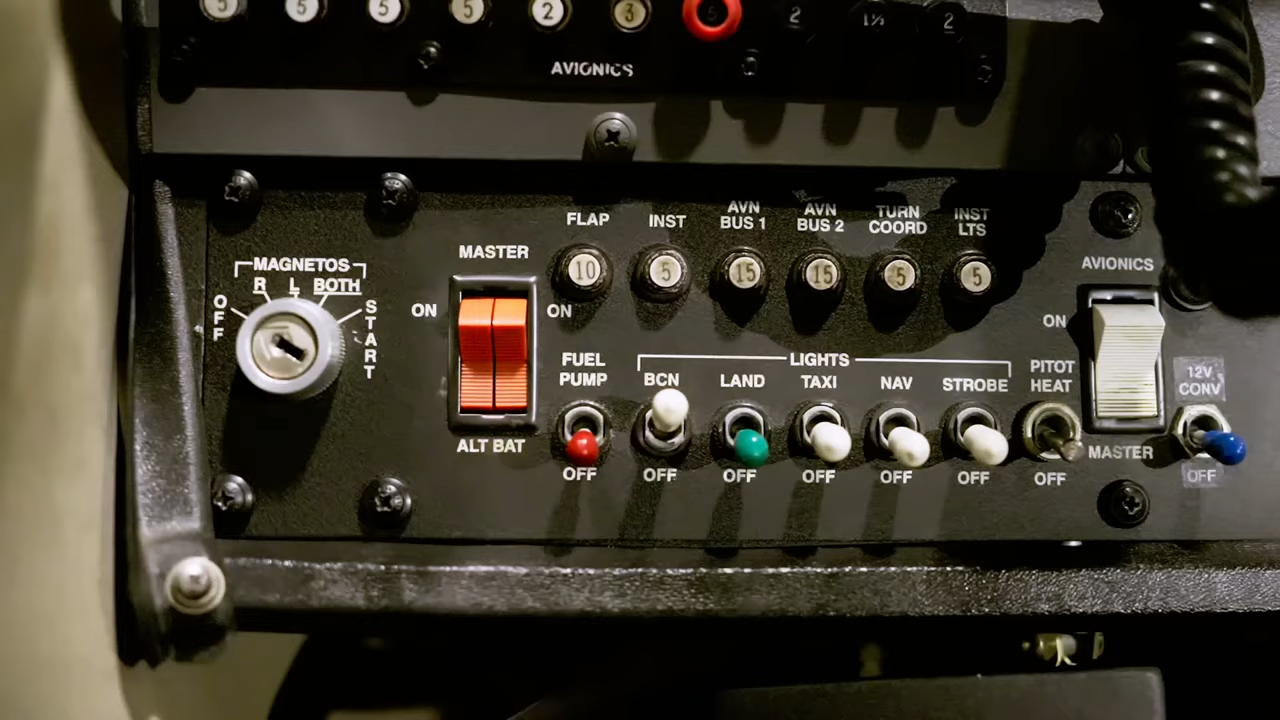 5 5 5 5 2 3 5 2 1½ 2
AVIONICS
FLAP INST AVN BUS 1 AVN BUS 2 TURN COORD INST LTS
10 5 15 15 5 5
MAGNETOS
R L BOTH
OFF
START
MASTER
ON ON
ALT BAT
FUEL PUMP
OFF
LIGHTS
BCN LAND TAXI NAV STROBE
OFF OFF OFF OFF OFF
PITOT HEAT
OFF
AVIONICS
ON
MASTER
12V CONV
OFF